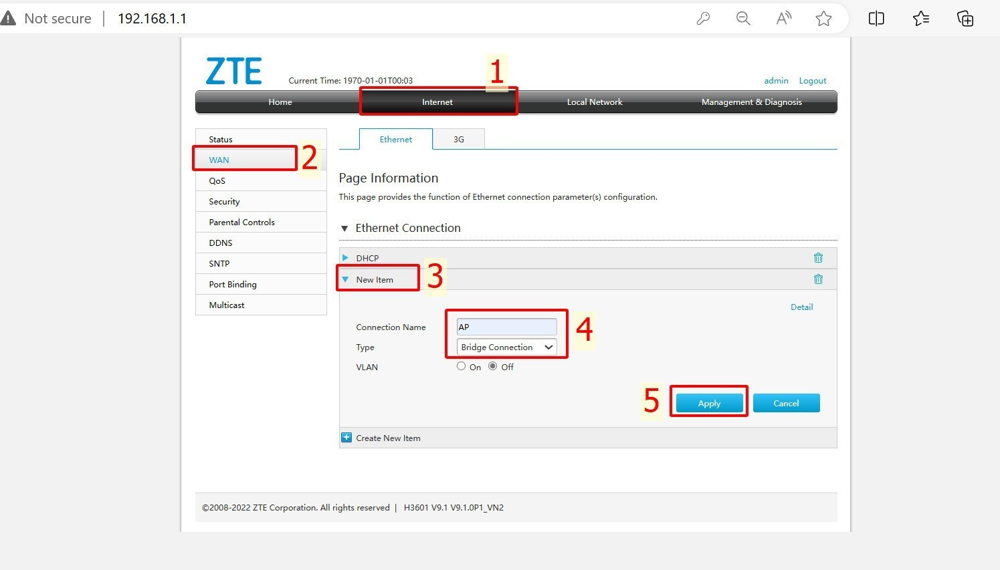 Not secure | 192.168.1.1
ZTE
Current Time: 1970-01-01T00:03
1
admin Logout
Home Internet Local Network Management & Diagnosis
Status
WAN
2
QoS
Security
Parental Controls
DDNS
SNTP
Port Binding
Multicast
Ethernet 3G
Page Information
This page provides the function of Ethernet connection parameter(s) configuration.
Ethernet Connection
DHCP
New Item
3
Detail
Connection Name AP
4
Type Bridge Connection
VLAN On Off
5
Apply Cancel
Create New Item
©2008-2022 ZTE Corporation. All rights reserved | H3601 V9.1 V9.1.0P1_VN2